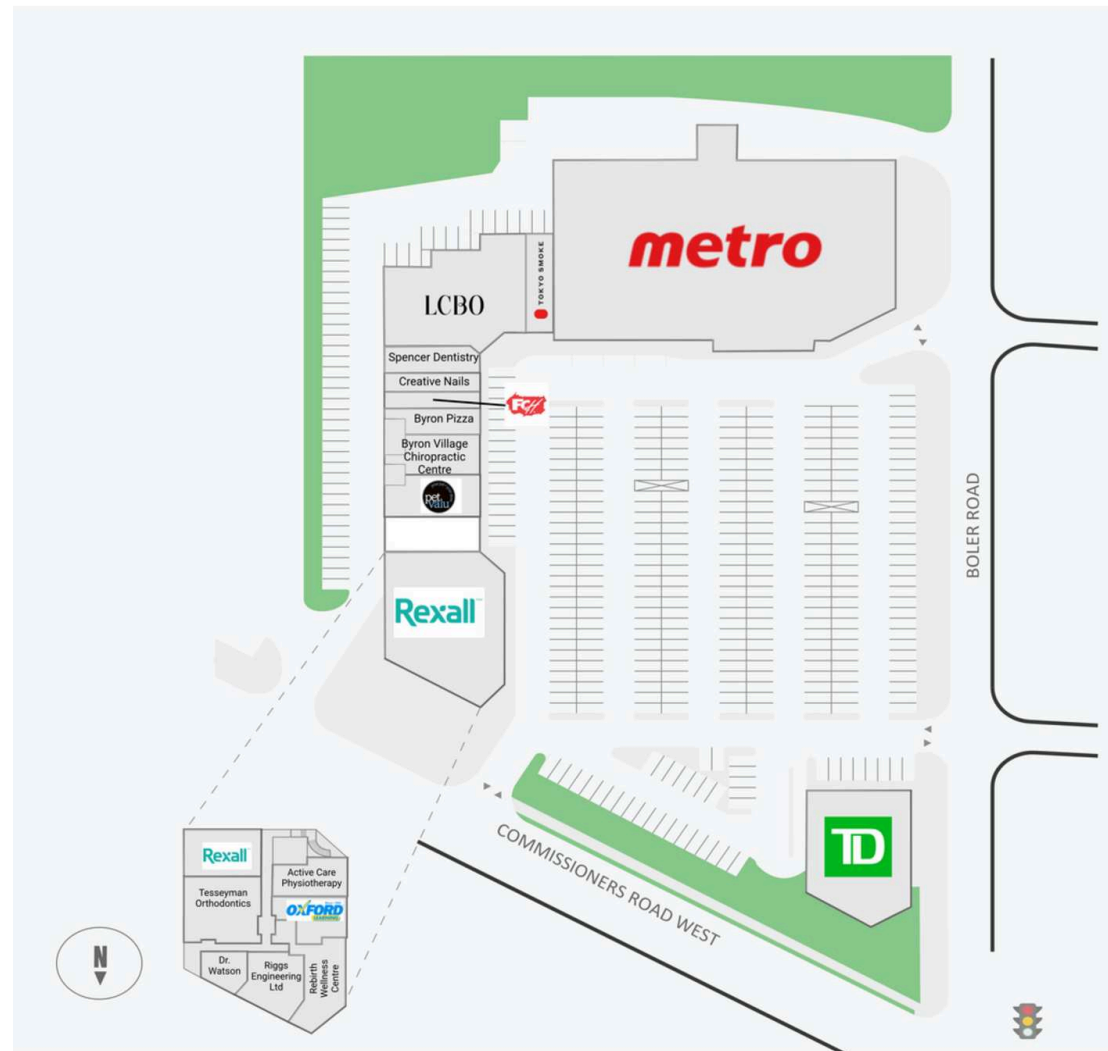 metro
TOKYO SMOKE
LCBO
Spencer Dentistry
Creative Nails
FCH
Byron Pizza
Byron Village
Chiropractic
Centre
pet
valu
Rexall
BOLER ROAD
TD
COMMISSIONERS ROAD WEST
Rexall
Active Care
Physiotherapy
Tesseyman
Orthodontics
OXFORD
LEARNING
Dr.
Watson
Riggs
Engineering
Ltd
Rebirth
Wellness
Centre
N